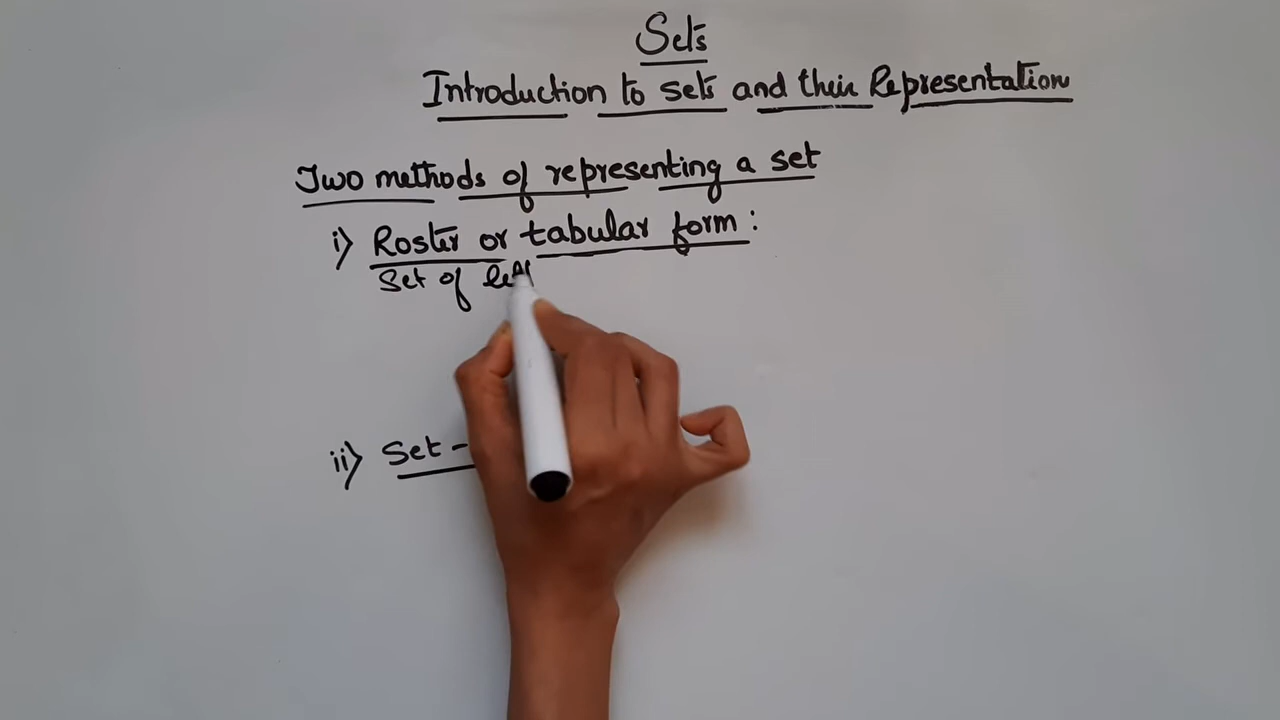 Sets
Introduction to sets and their Representation
Two methods of representing a set
i) Roster or tabular form :
Set of
ii) Set -